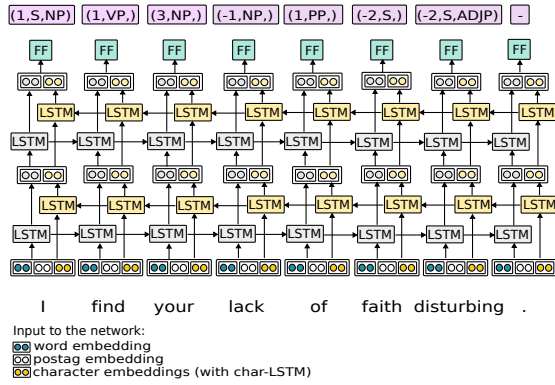 (1,S,NP) (1,VP,) (3,NP,) (-1,NP,) (1,PP,) (-2,S,) (-2,S,ADJP) -
FF FF FF FF FF FF FF FF
LSTM LSTM LSTM LSTM LSTM LSTM LSTM LSTM
LSTM LSTM LSTM LSTM LSTM LSTM LSTM LSTM
LSTM LSTM LSTM LSTM LSTM LSTM LSTM LSTM
LSTM LSTM LSTM LSTM LSTM LSTM LSTM LSTM
I find your lack of faith disturbing .
Input to the network:
word embedding
postag embedding
character embeddings (with char-LSTM)